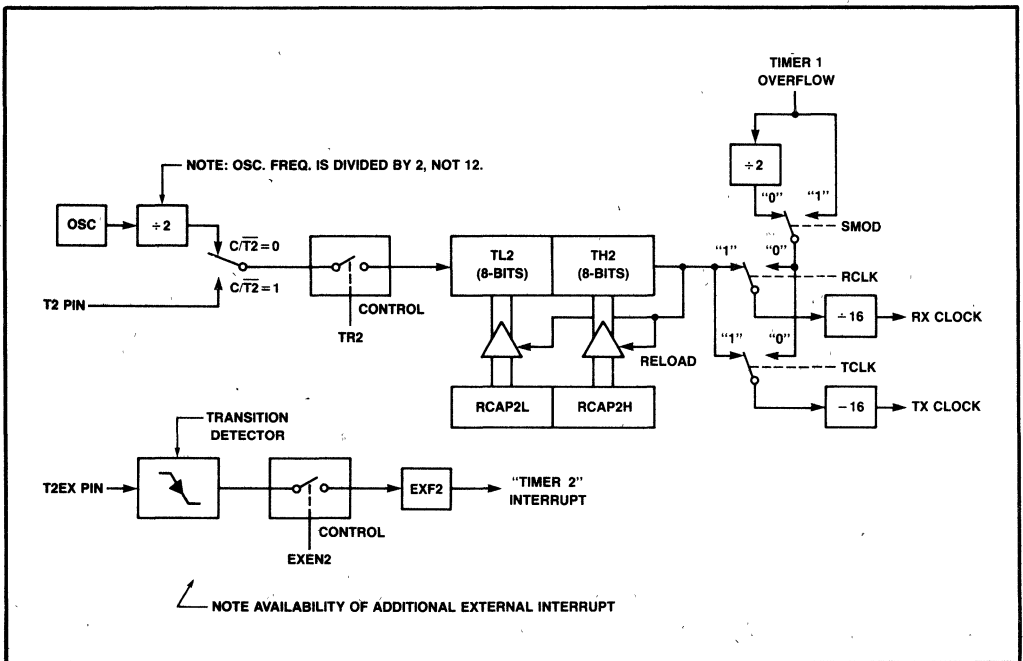 TIMER 1
OVERFLOW
NOTE: OSC. FREQ. IS DIVIDED BY 2, NOT 12.
÷2
"0"
"1"
SMOD
OSC
÷2
C/T2̅=0
C/T2̅=1
T2 PIN
CONTROL
TR2
TL2
(8-BITS)
TH2
(8-BITS)
"1"
"0"
RCLK
÷16
RX CLOCK
RELOAD
"1"
"0"
TCLK
RCAP2L
RCAP2H
−16
TX CLOCK
TRANSITION
DETECTOR
T2EX PIN
CONTROL
EXEN2
EXF2
"TIMER 2"
INTERRUPT
NOTE AVAILABILITY OF ADDITIONAL EXTERNAL INTERRUPT